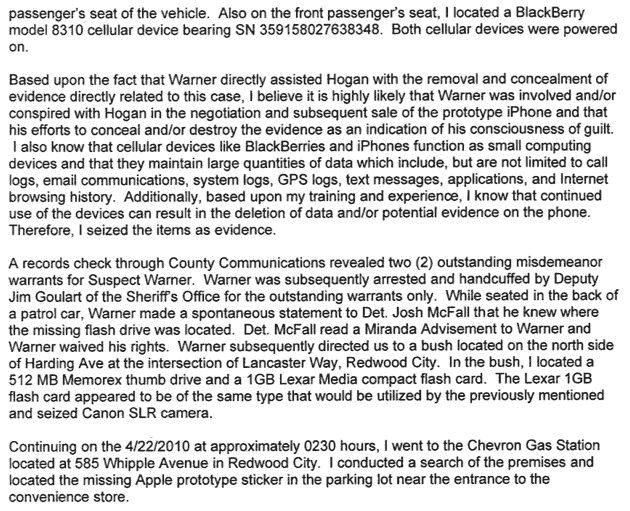 passenger's seat of the vehicle.  Also on the front passenger's seat, I located a BlackBerry
model 8310 cellular device bearing SN 359158027638348.  Both cellular devices were powered
on.
Based upon the fact that Warner directly assisted Hogan with the removal and concealment of
evidence directly related to this case, I believe it is highly likely that Warner was involved and/or
conspired with Hogan in the negotiation and subsequent sale of the prototype iPhone and that
his efforts to conceal and/or destroy the evidence as an indication of his consciousness of guilt.
I also know that cellular devices like BlackBerries and iPhones function as small computing
devices and that they maintain large quantities of data which include, but are not limited to call
logs, email communications, system logs, GPS logs, text messages, applications, and Internet
browsing history.  Additionally, based upon my training and experience, I know that continued
use of the devices can result in the deletion of data and/or potential evidence on the phone.
Therefore, I seized the items as evidence.
A records check through County Communications revealed two (2) outstanding misdemeanor
warrants for Suspect Warner.  Warner was subsequently arrested and handcuffed by Deputy
Jim Goulart of the Sheriff's Office for the outstanding warrants only.  While seated in the back of
a patrol car, Warner made a spontaneous statement to Det. Josh McFall that he knew where
the missing flash drive was located.  Det. McFall read a Miranda Advisement to Warner and
Warner waived his rights.  Warner subsequently directed us to a bush located on the north side
of Harding Ave at the intersection of Lancaster Way, Redwood City.  In the bush, I located a
512 MB Memorex thumb drive and a 1GB Lexar Media compact flash card.  The Lexar 1GB
flash card appeared to be of the same type that would be utilized by the previously mentioned
and seized Canon SLR camera.
Continuing on the 4/22/2010 at approximately 0230 hours, I went to the Chevron Gas Station
located at 585 Whipple Avenue in Redwood City.  I conducted a search of the premises and
located the missing Apple prototype sticker in the parking lot near the entrance to the
convenience store.